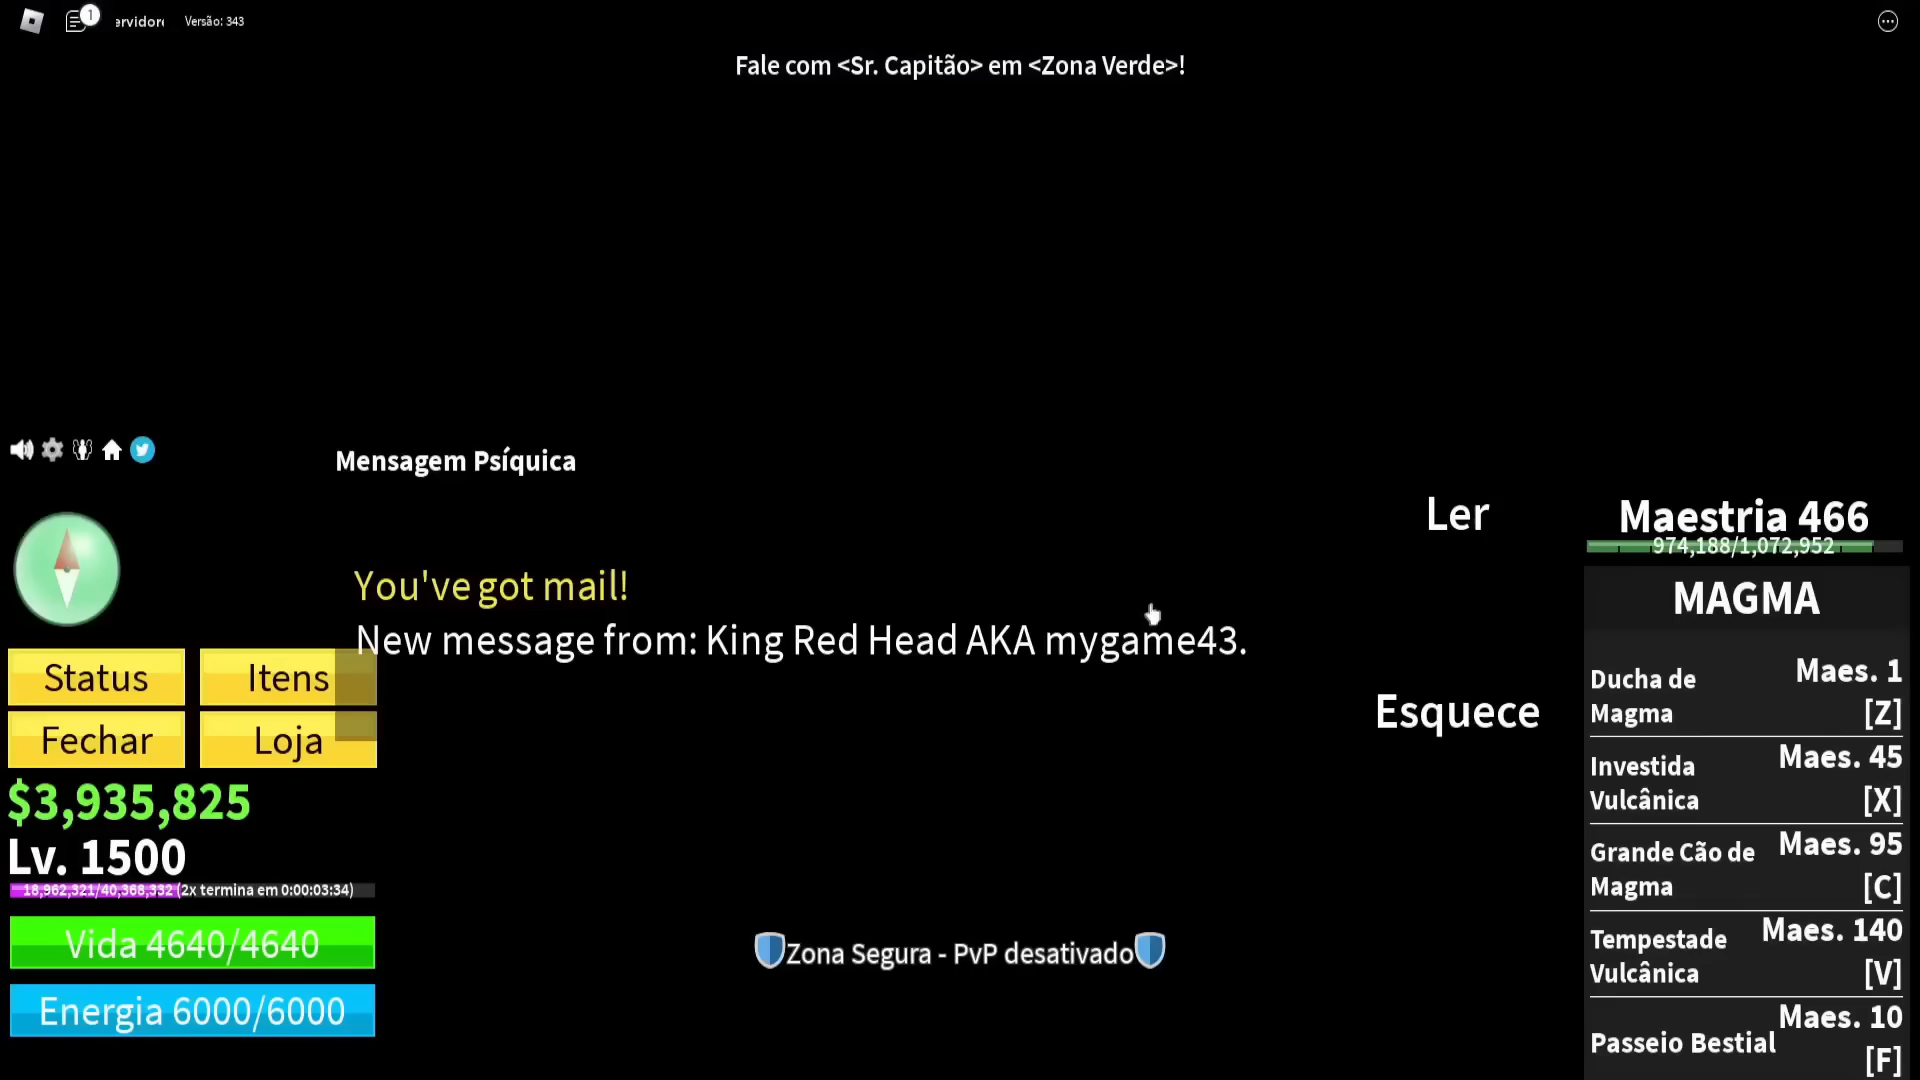 1
Versão: 343
Fale com <Sr. Capitão> em <Zona Verde>!
Mensagem Psíquica
You've got mail!
New message from: King Red Head AKA mygame43.
Ler
Esquece
Status
Itens
Fechar
Loja
$3,935,825
Lv. 1500
18,962,321/40,368,332 (2x termina em 0:00:03:34)
Vida 4640/4640
Energia 6000/6000
Zona Segura - PvP desativado
Maestria 466
974,188/1,072,952
MAGMA
Ducha de Magma
Maes. 1
[Z]
Investida Vulcânica
Maes. 45
[X]
Grande Cão de Magma
Maes. 95
[C]
Tempestade Vulcânica
Maes. 140
[V]
Passeio Bestial
Maes. 10
[F]